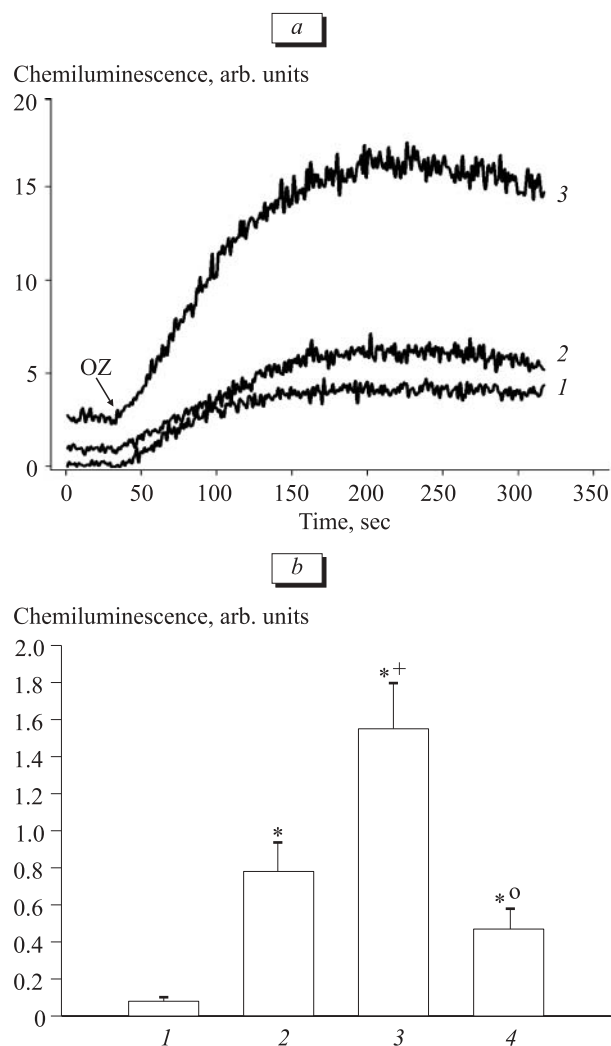 a
Chemiluminescence, arb. units
20
15
10
5
0
OZ
3
2
1
0 50 100 150 200 250 300 350
Time, sec
b
Chemiluminescence, arb. units
2.0
1.8
1.6
1.4
1.2
1.0
0.8
0.6
0.4
0.2
0
*
*+
*o
1 2 3 4